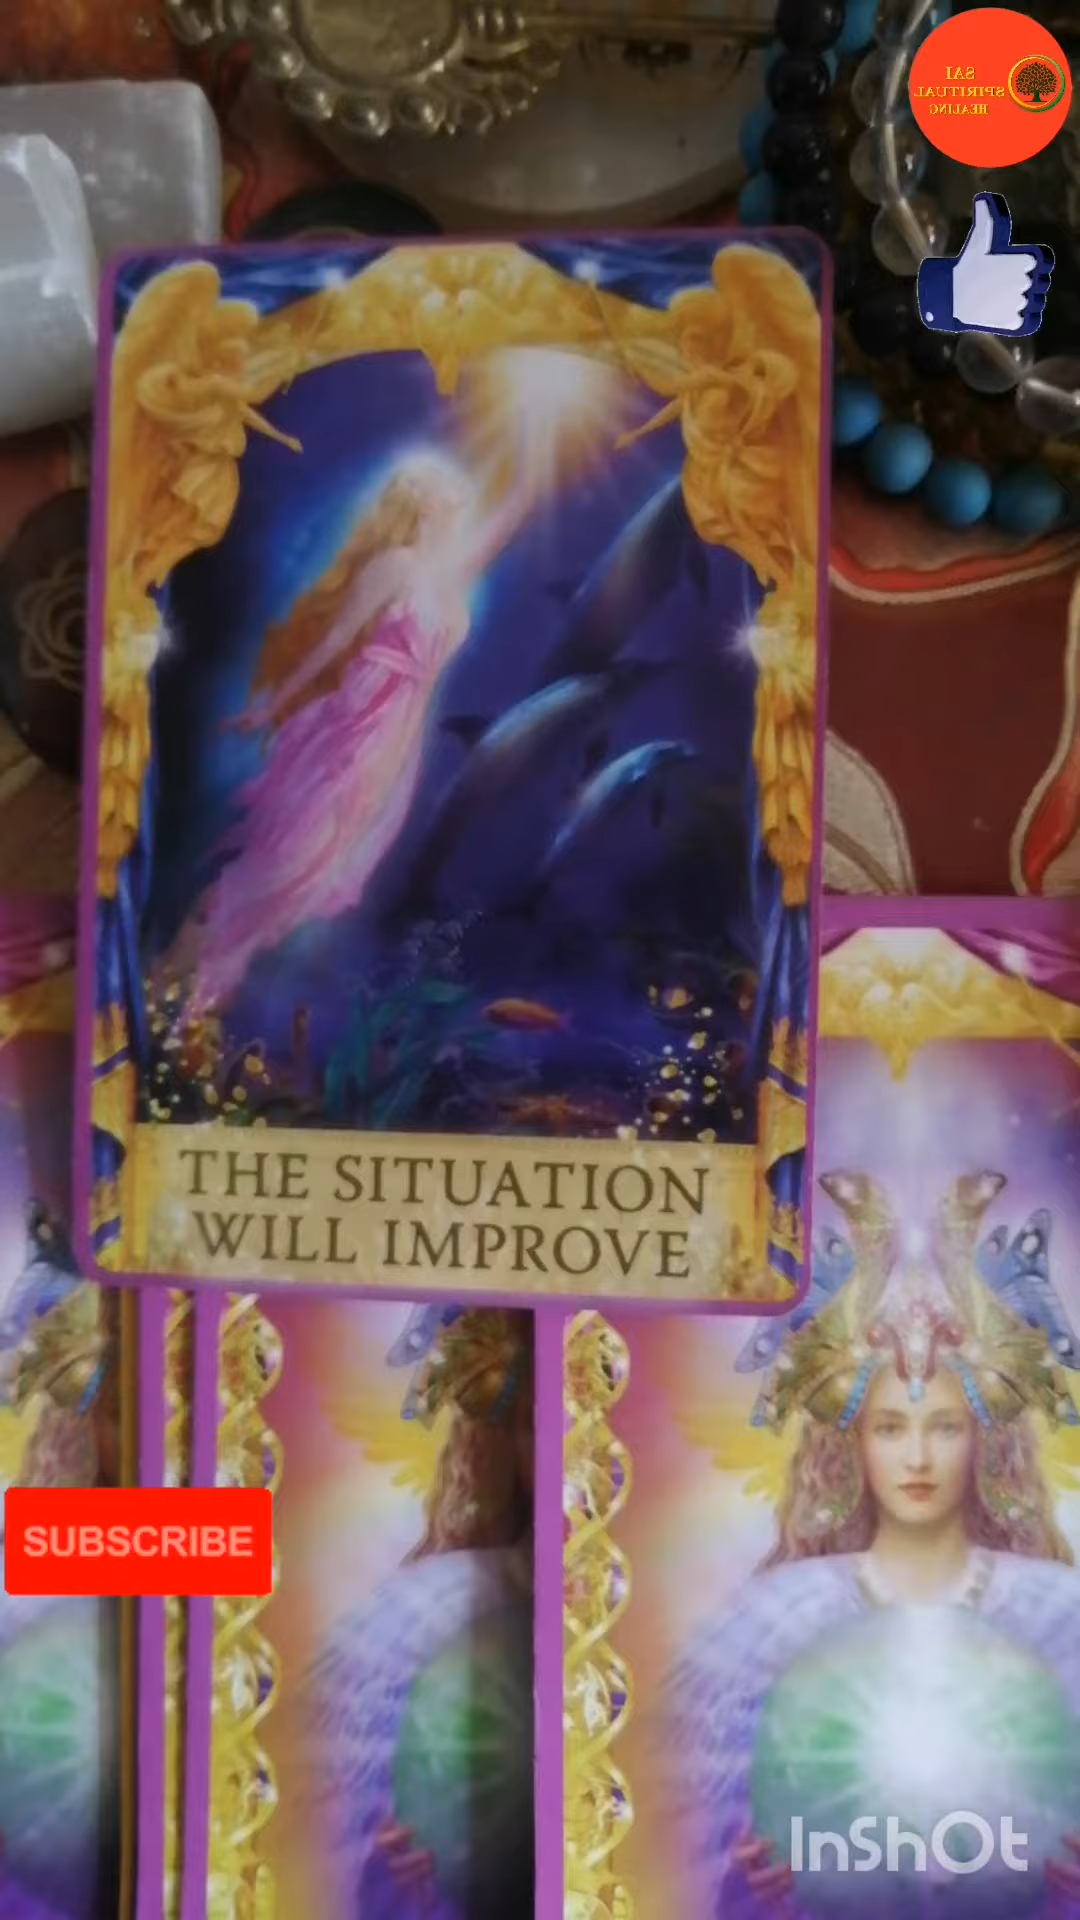 SAI
SPIRITUAL
HEALING
THE SITUATION
WILL IMPROVE
SUBSCRIBE
InShOt